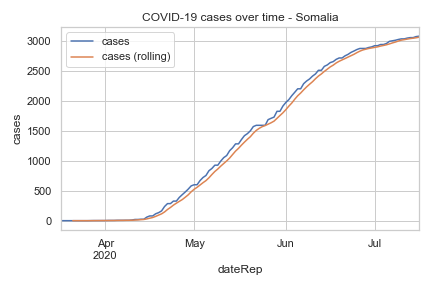 COVID-19 cases over time - Somalia
cases
cases (rolling)
3000
2500
2000
1500
1000
500
0
cases
Apr
2020
May
Jun
Jul
dateRep